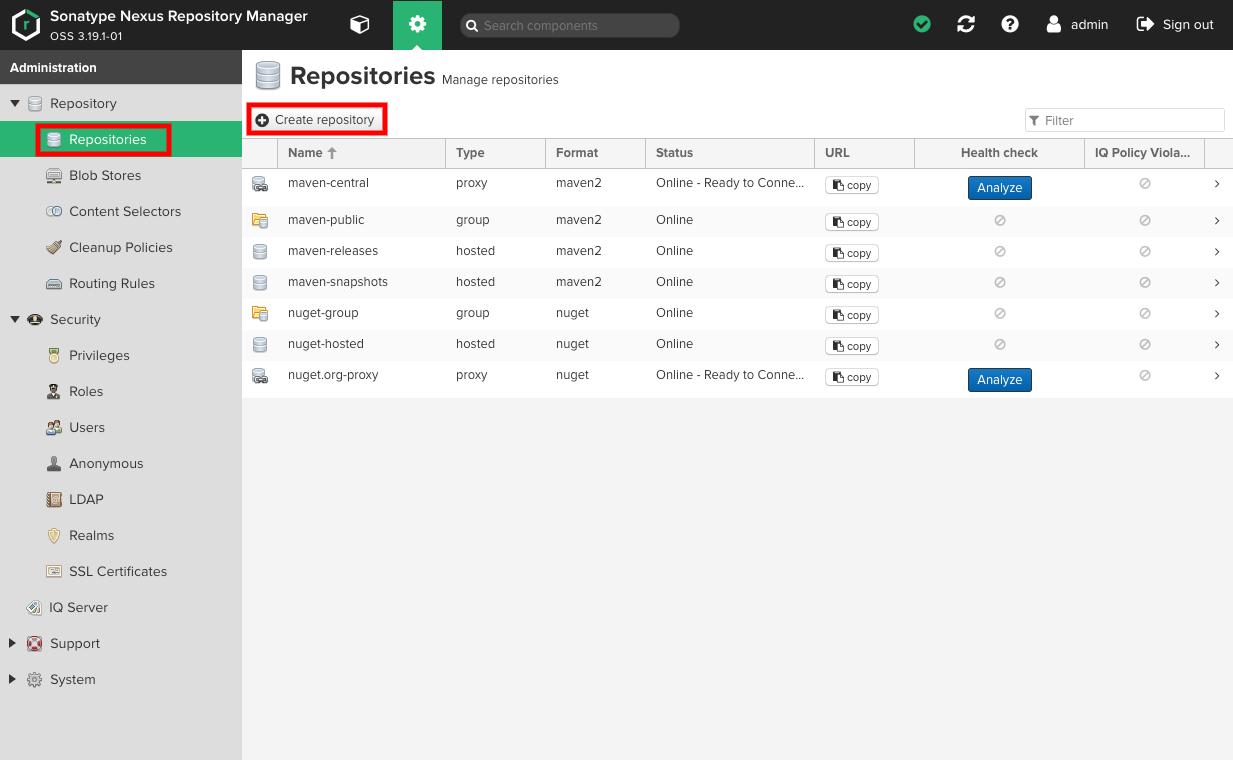 Sonatype Nexus Repository Manager
OSS 3.19.1-01
Search components
admin
Sign out
Administration
Repository
Repositories
Blob Stores
Content Selectors
Cleanup Policies
Routing Rules
Security
Privileges
Roles
Users
Anonymous
LDAP
Realms
SSL Certificates
IQ Server
Support
System
Repositories Manage repositories
Create repository
Filter
Name Type Format Status URL Health check IQ Policy Viola...
maven-central proxy maven2 Online - Ready to Conne... copy Analyze
maven-public group maven2 Online copy
maven-releases hosted maven2 Online copy
maven-snapshots hosted maven2 Online copy
nuget-group group nuget Online copy
nuget-hosted hosted nuget Online copy
nuget.org-proxy proxy nuget Online - Ready to Conne... copy Analyze